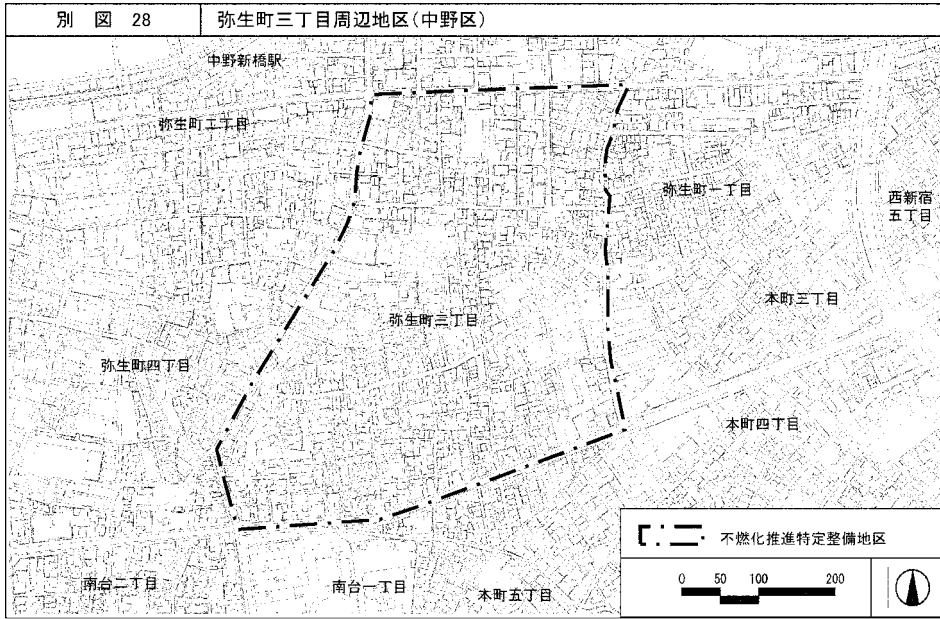 別 図 28
弥生町三丁目周辺地区(中野区)
中野新橋駅
弥生町二丁目
弥生町一丁目
西新宿
五丁目
本町三丁目
弥生町三丁目
弥生町四丁目
本町四丁目
不燃化推進特定整備地区
南台二丁目
南台一丁目
本町五丁目
0 50 100 200